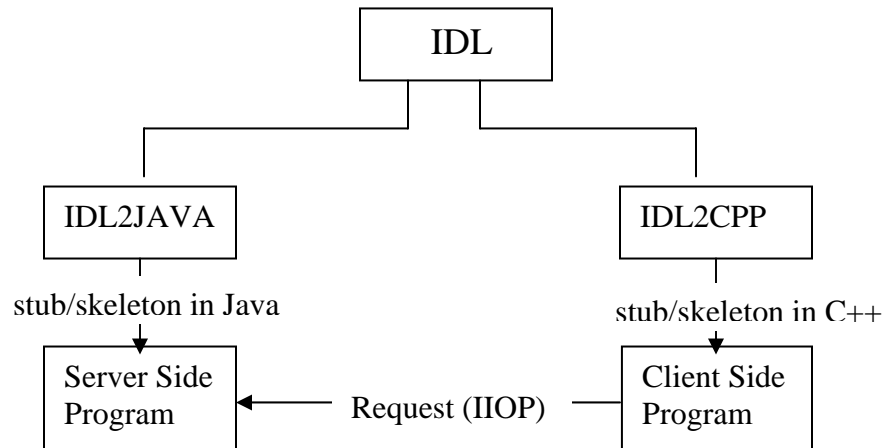 IDL
IDL2JAVA
IDL2CPP
stub/skeleton in Java
stub/skeleton in C++
Server Side
Program
Request (IIOP)
Client Side
Program